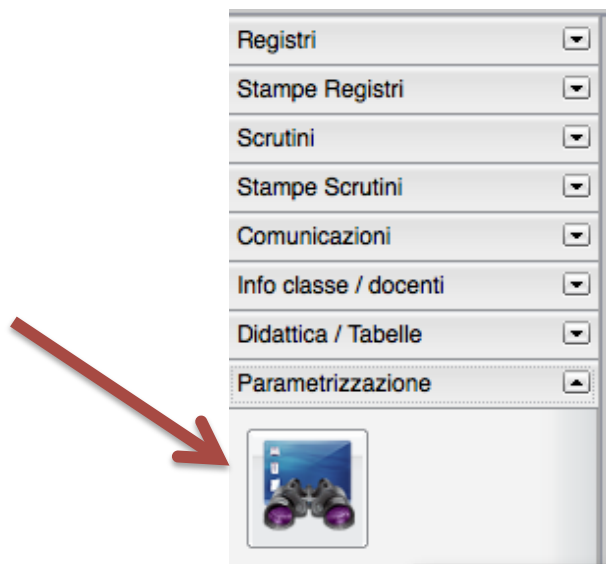 Registri
Stampe Registri
Scrutini
Stampe Scrutini
Comunicazioni
Info classe / docenti
Didattica / Tabelle
Parametrizzazione